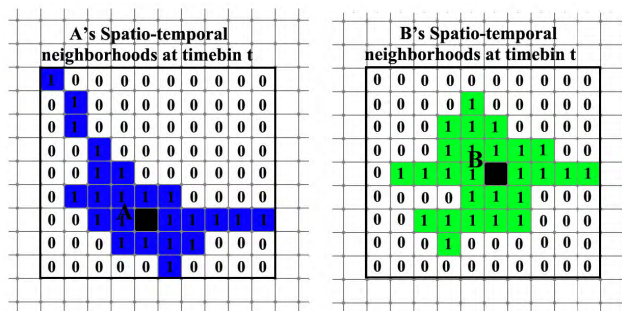 A's Spatio-temporal
neighborhoods at timebin t
1 0 0 0 0 0 0 0 0 0
0 1 0 0 0 0 0 0 0 0
0 1 0 0 0 0 0 0 0 0
0 0 1 0 0 0 0 0 0 0
0 0 1 1 0 0 0 0 0 0
0 1 1 1 1 1 0 0 0 0
A
0 0 1 1 1 1 1 1 1
0 0 0 1 1 1 1 0 0 0
0 0 0 0 0 1 0 0 0 0
B's Spatio-temporal
neighborhoods at timebin t
0 0 0 0 0 0 0 0 0 0
0 0 0 0 1 0 0 0 0 0
0 0 0 1 1 1 0 0 0 0
0 0 0 1 1 1 1 1 0 0
B
0 1 1 1 1 1 1 1 1
0 0 0 0 1 1 1 0 0 0
0 0 1 1 1 1 1 0 0 0
0 0 0 1 0 0 0 0 0 0
0 0 0 0 0 0 0 0 0 0